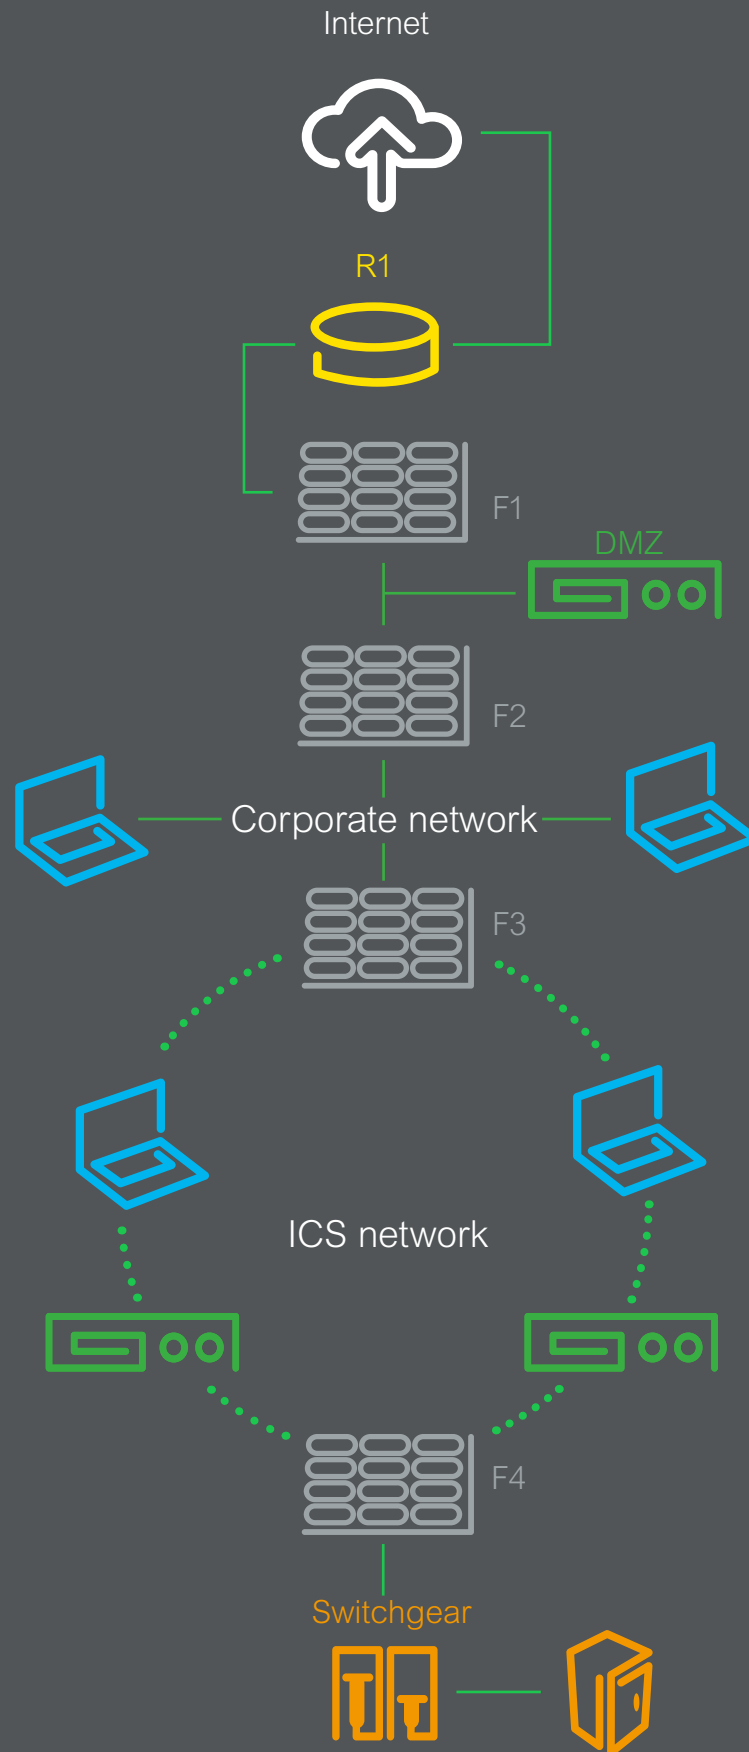 Internet
R1
F1
DMZ
F2
Corporate network
F3
ICS network
F4
Switchgear